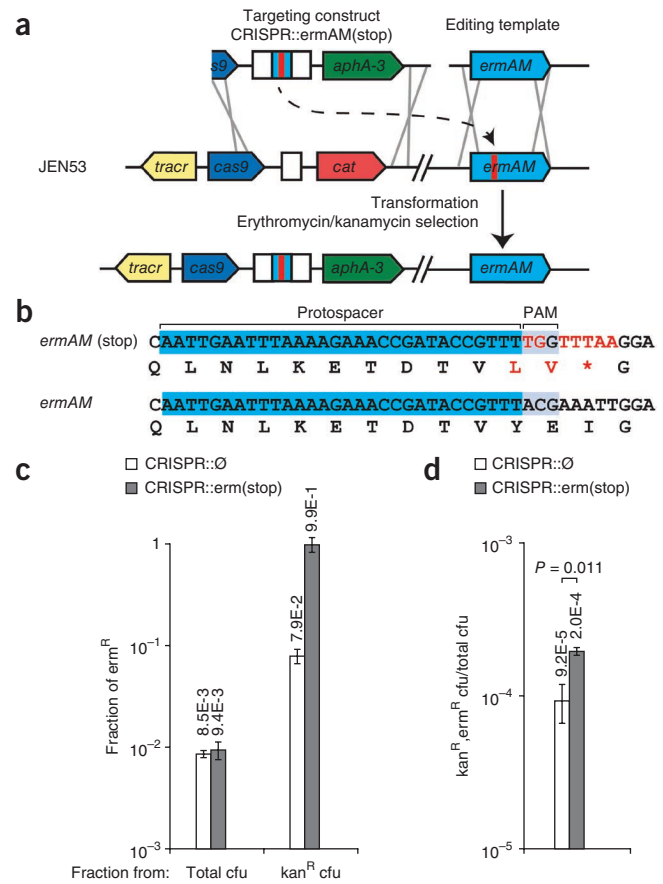 a
Targeting construct
CRISPR::ermAM(stop)
Editing template
s9
aphA-3
ermAM
JEN53
tracr
cas9
cat
ermAM
Transformation
Erythromycin/kanamycin selection
tracr
cas9
aphA-3
ermAM
b
Protospacer
PAM
ermAM (stop)
CAATTGAATTTAAAAGAAACCGATACCGTTTTGGTTTAAGGA
Q L N L K E T D T V L V * G
ermAM
CAATTGAATTTAAAAGAAACCGATACCGTTTACGAAATTGGA
Q L N L K E T D T V Y E I G
c
CRISPR::Ø
CRISPR::erm(stop)
Fraction of erm^R
1
10^−1
10^−2
10^−3
8.5E-3
9.4E-3
7.9E-2
9.9E-1
Fraction from:
Total cfu
kan^R cfu
d
CRISPR::Ø
CRISPR::erm(stop)
kan^R,erm^R cfu/total cfu
10^−3
10^−4
10^−5
P = 0.011
9.2E-5
2.0E-4